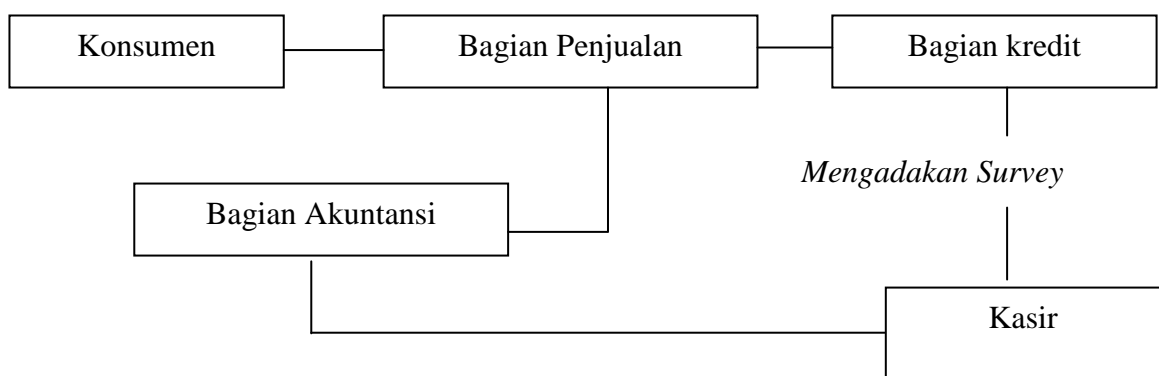 Konsumen
Bagian Penjualan
Bagian kredit
Mengadakan Survey
Bagian Akuntansi
Kasir